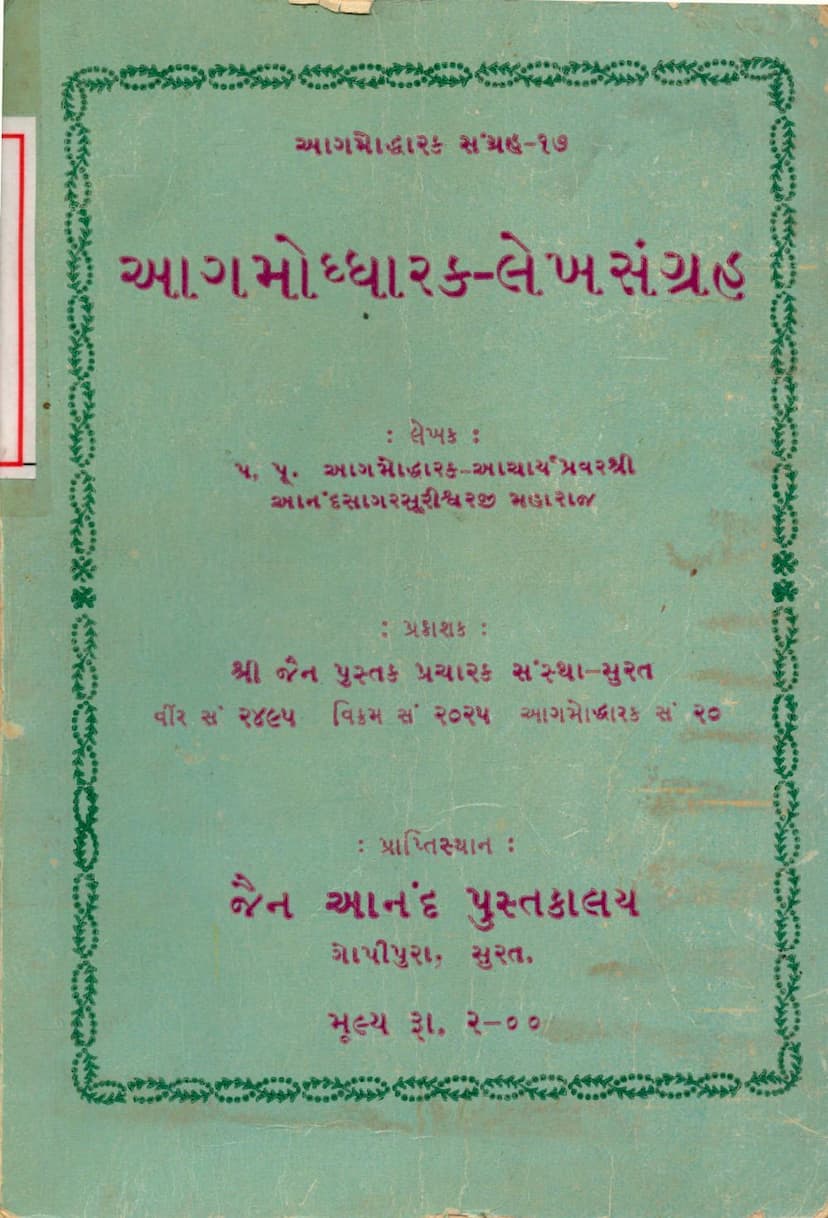 આગમોદ્ધારક સંગ્રહ-૧૭
આગમોધ્ધારક-લેખસંગ્રહ
: લેખક :
પ. પૂ. આગમોદ્ધારક-આચાર્યપ્રવરશ્રી
આનંદસાગરસૂરીશ્વરજી મહારાજ
: પ્રકાશક :
શ્રી જૈન પુસ્તક પ્રચારક સંસ્થા-સુરત
વીર સં ૨૪૯૫ વિક્રમ સં ૨૦૨૫ આગમોદ્ધારક સં ૨૦
: પ્રાપ્તિસ્થાન :
જૈન આનંદ પુસ્તકાલય
ગોપીપુરા, સુરત.
મૂલ્ય રૂા. ૨-૦૦